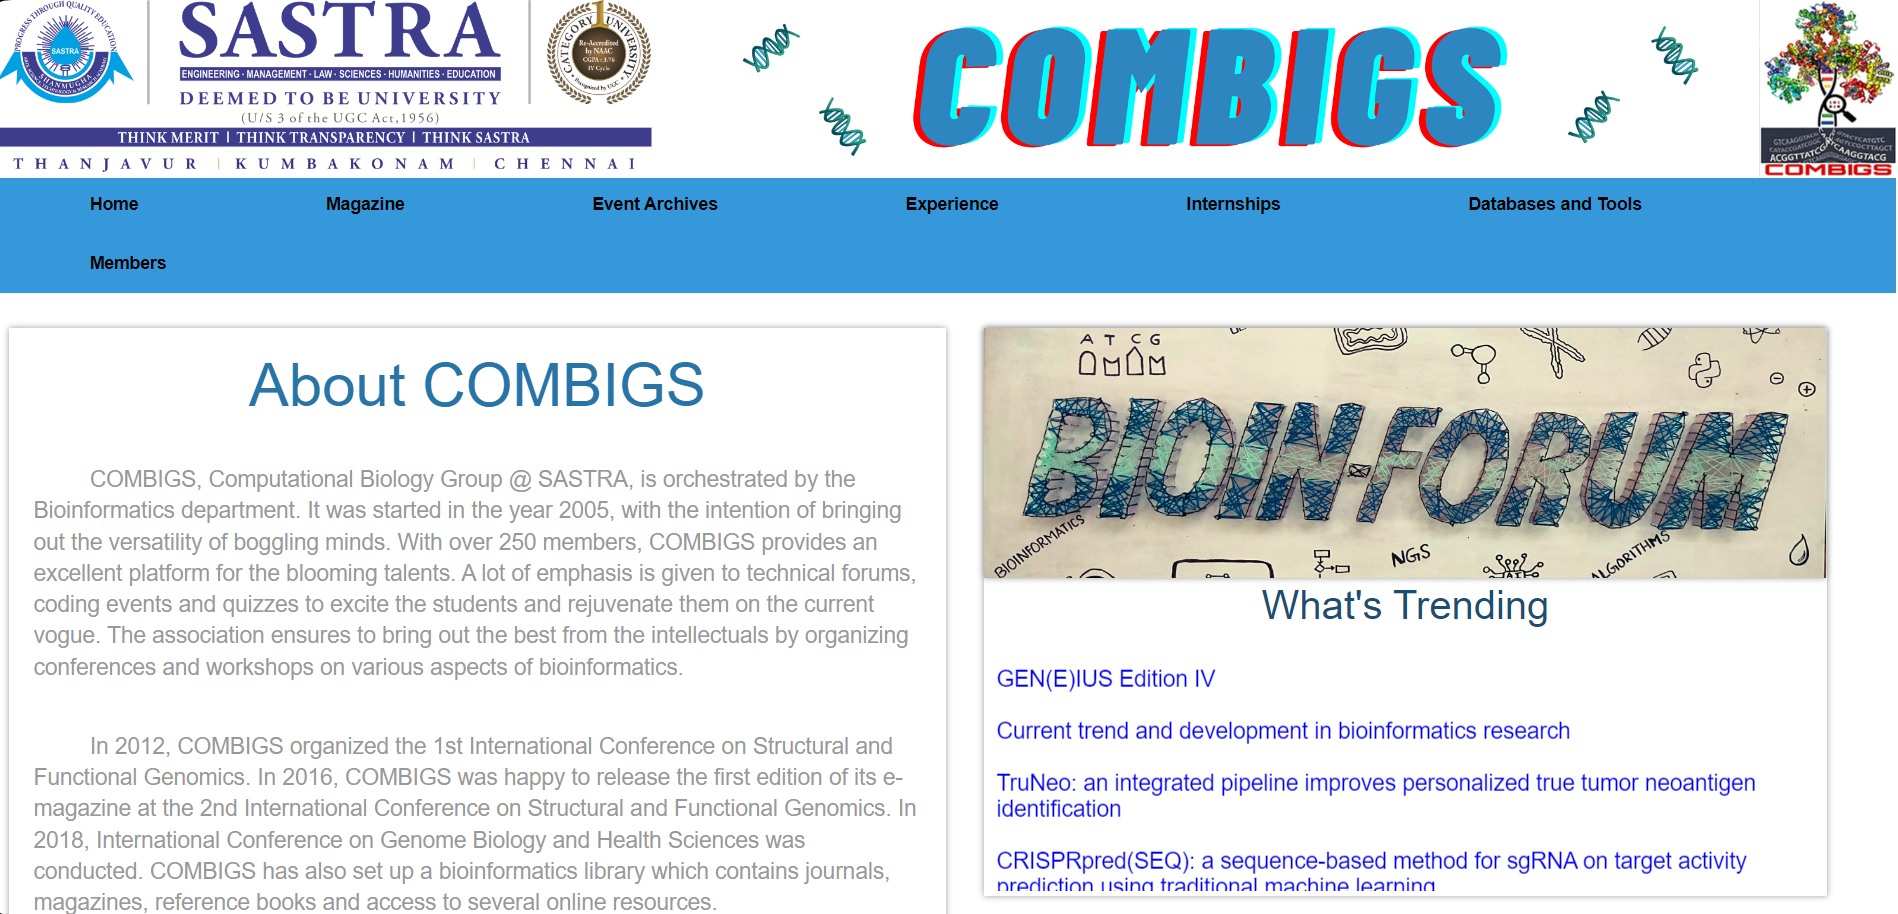 PROGRESS THROUGH QUALITY EDUCATION
SASTRA
SHANMUGHA
SASTRA
ENGINEERING · MANAGEMENT · LAW · SCIENCES · HUMANITIES · EDUCATION
DEEMED TO BE UNIVERSITY
(U/S 3 of the UGC Act, 1956)
THINK MERIT | THINK TRANSPARENCY | THINK SASTRA
THANJAVUR | KUMBAKONAM | CHENNAI
CATEGORY 1 UNIVERSITY
Re-Accredited
by NAAC
CGPA : 3.76
IV Cycle
Recognised by UGC
COMBIGS
GTCAAGGTACG
ACGGTTATCG
CAAGGTACG
COMBIGS
Home
Magazine
Event Archives
Experience
Internships
Databases and Tools
Members
About COMBIGS
COMBIGS, Computational Biology Group @ SASTRA, is orchestrated by the
Bioinformatics department. It was started in the year 2005, with the intention of bringing
out the versatility of boggling minds. With over 250 members, COMBIGS provides an
excellent platform for the blooming talents. A lot of emphasis is given to technical forums,
coding events and quizzes to excite the students and rejuvenate them on the current
vogue. The association ensures to bring out the best from the intellectuals by organizing
conferences and workshops on various aspects of bioinformatics.
In 2012, COMBIGS organized the 1st International Conference on Structural and
Functional Genomics. In 2016, COMBIGS was happy to release the first edition of its e-
magazine at the 2nd International Conference on Structural and Functional Genomics. In
2018, International Conference on Genome Biology and Health Sciences was
conducted. COMBIGS has also set up a bioinformatics library which contains journals,
magazines, reference books and access to several online resources.
A T C G
BIOIN-FORUM
BIOINFORMATICS
NGS
ALGORITHMS
What's Trending
GEN(E)IUS Edition IV
Current trend and development in bioinformatics research
TruNeo: an integrated pipeline improves personalized true tumor neoantigen
identification
CRISPRpred(SEQ): a sequence-based method for sgRNA on target activity
prediction using traditional machine learning